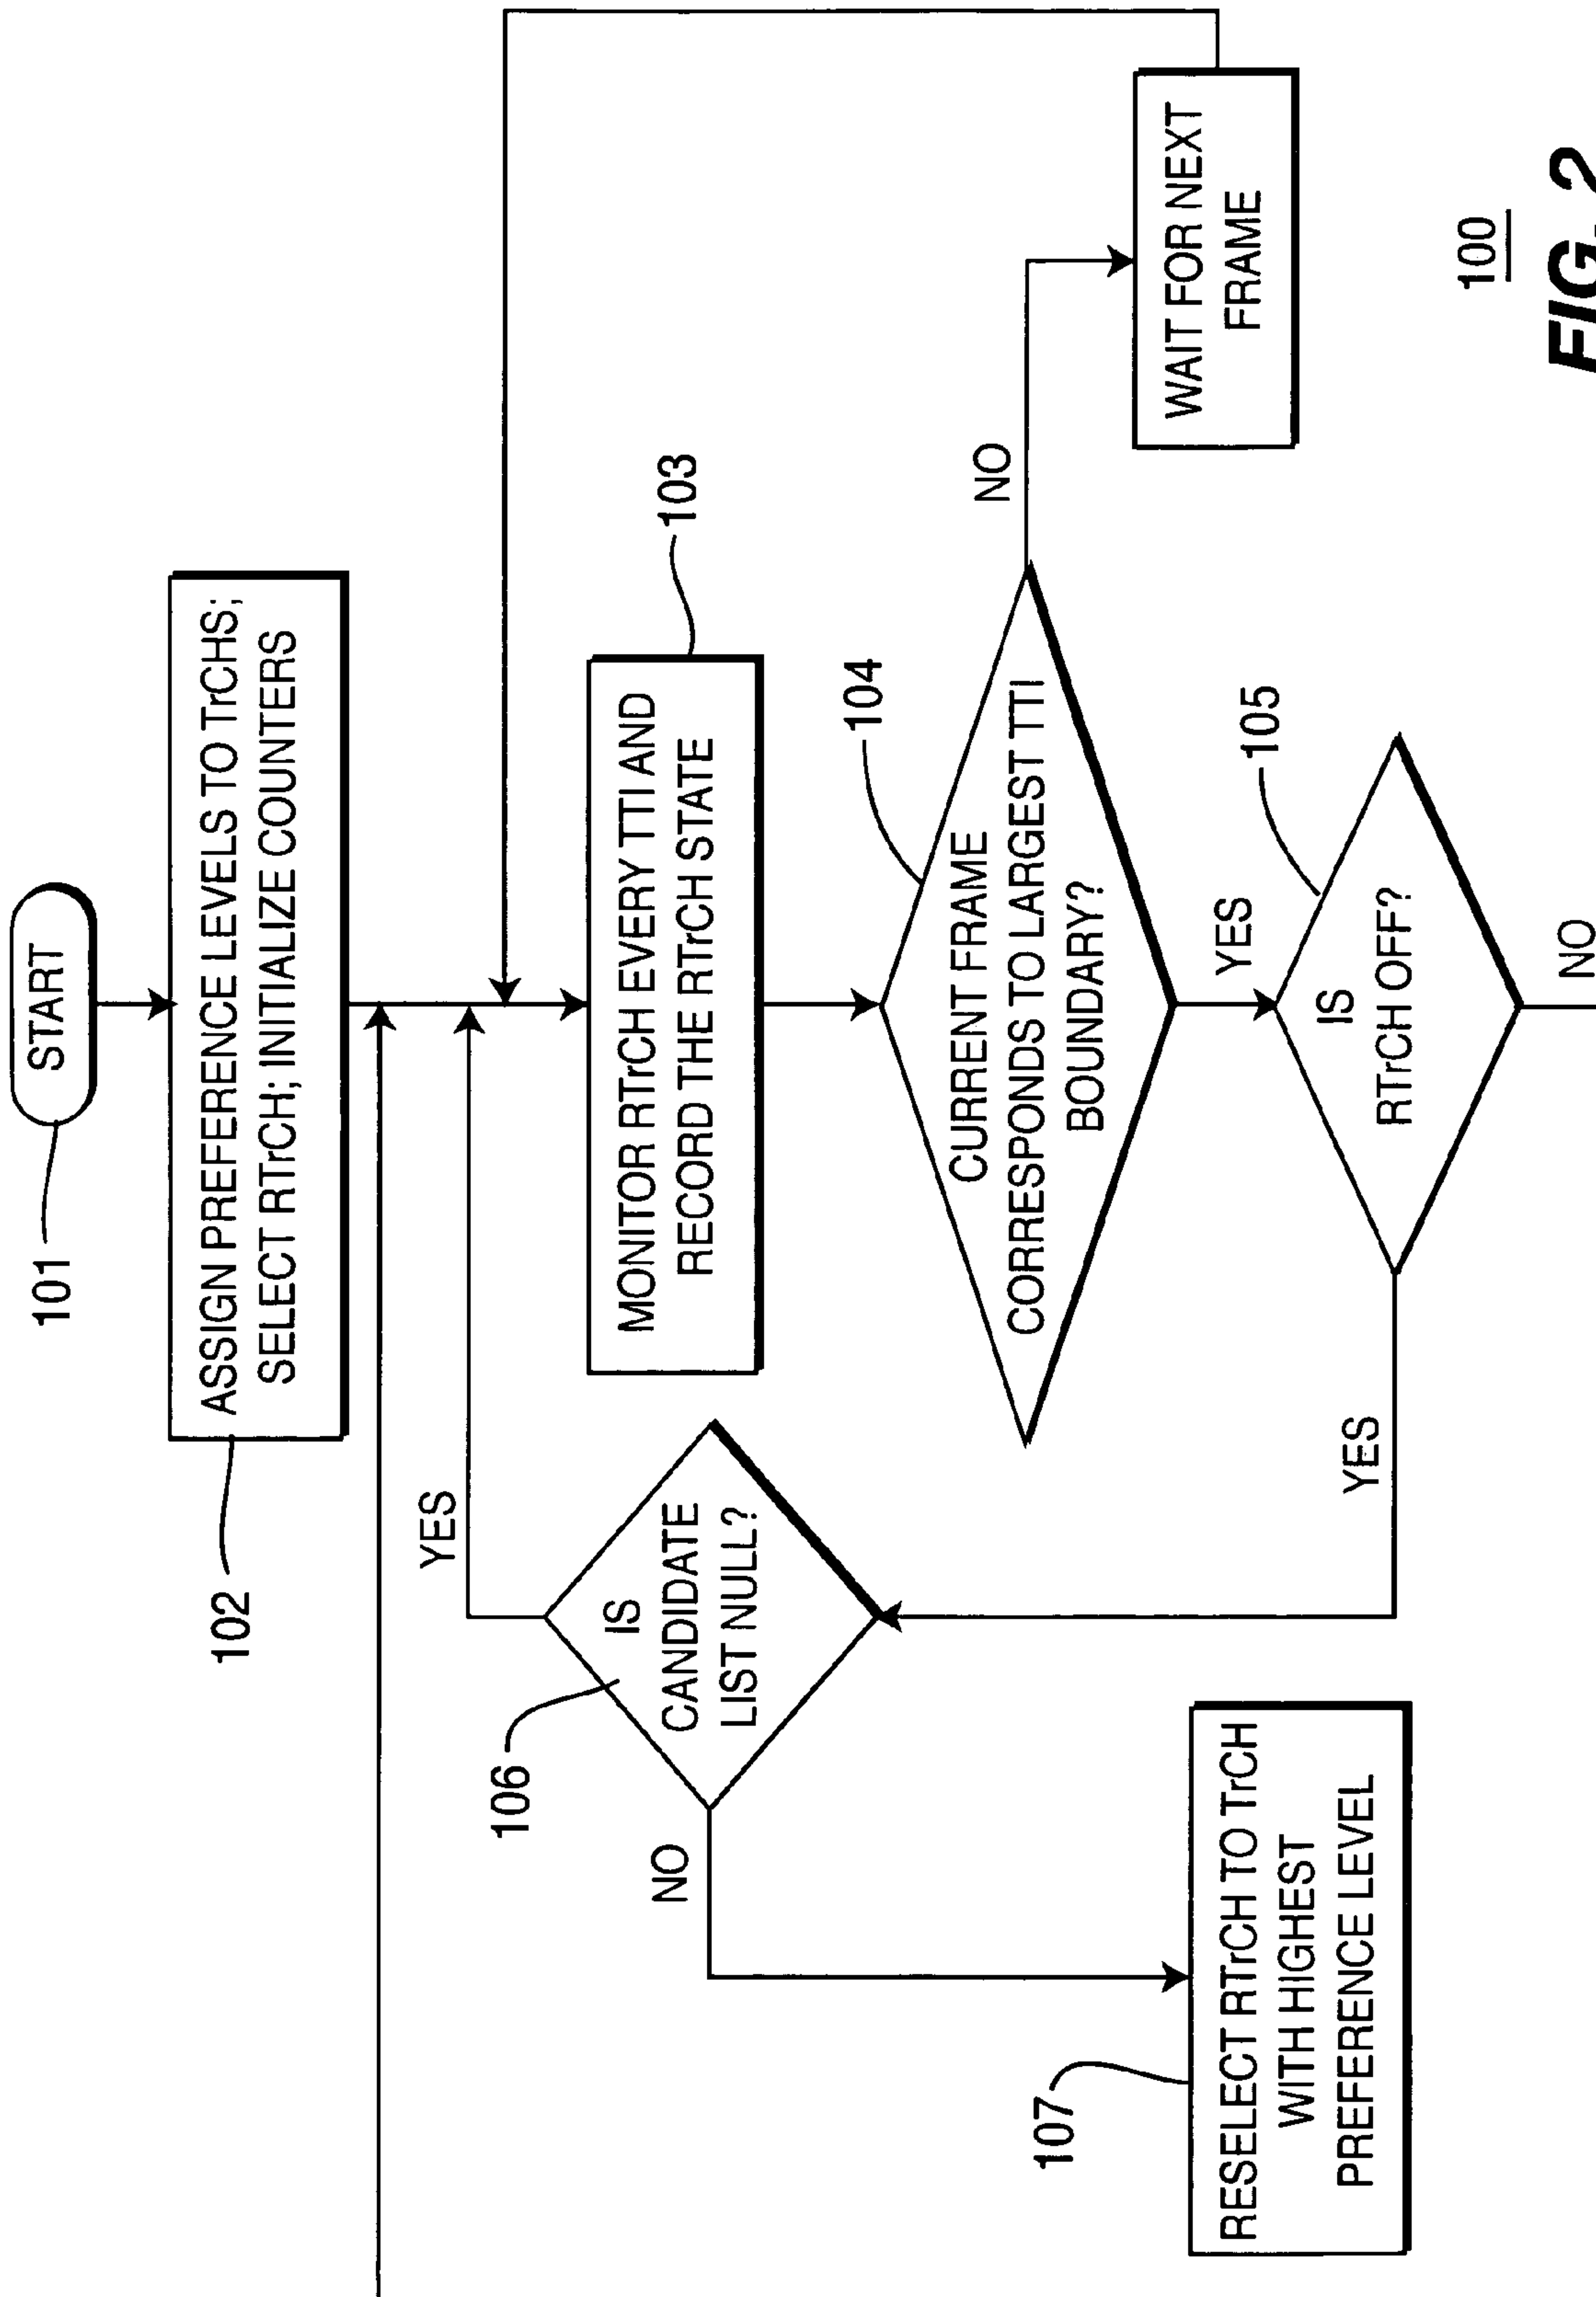 START
101
ASSIGN PREFERENCE LEVELS TO TrCHS;
SELECT RTrCH; INITIALIZE COUNTERS
102
YES
MONITOR RTrCH EVERY TTI AND
RECORD THE RTrCH STATE
103
IS
CANDIDATE
LIST NULL?
106
NO
CURRENT FRAME
CORRESPONDS TO LARGEST TTI
BOUNDARY?
104
NO
WAIT FOR NEXT
FRAME
YES
IS
RTrCH OFF?
105
YES
NO
107
RESELECT RTrCH TO TrCH
WITH HIGHEST
PREFERENCE LEVEL
100
FIG. 2